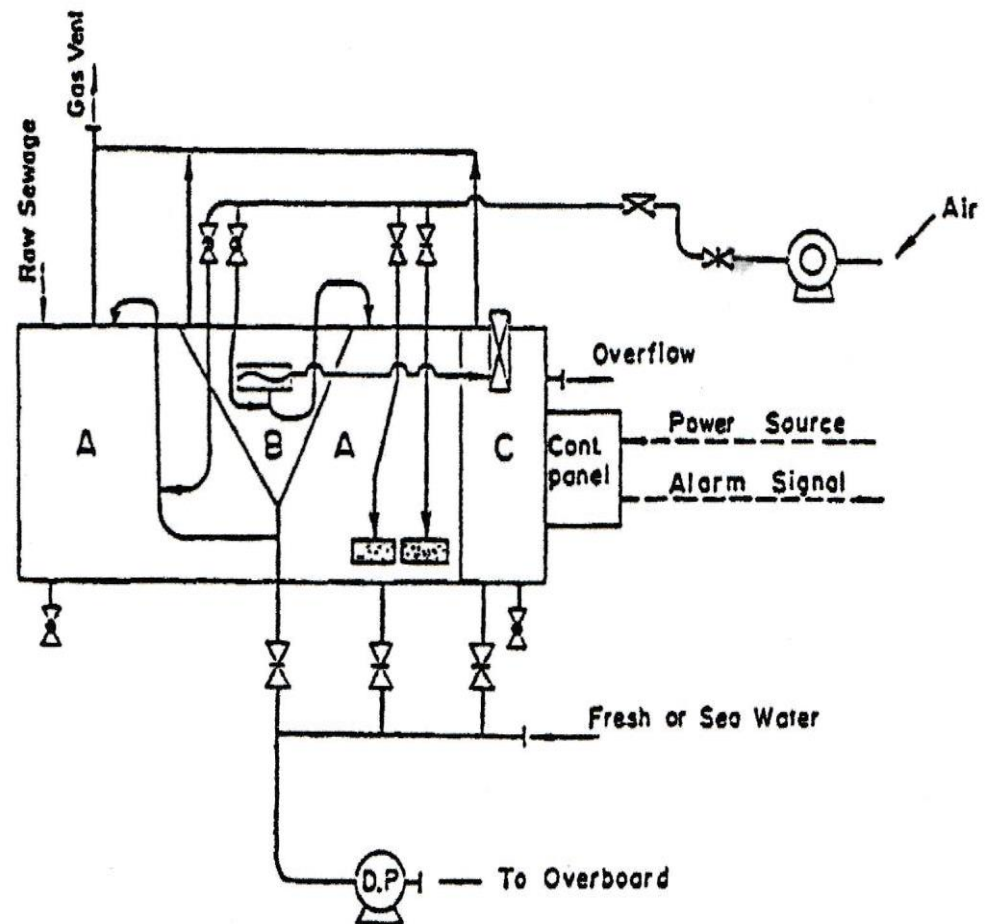 Gas Vent
Raw Sewage
Air
Overflow
Power Source
Alarm Signal
A
B
A
C
Cont.
panel
Fresh or Sea Water
D.P
To Overboard